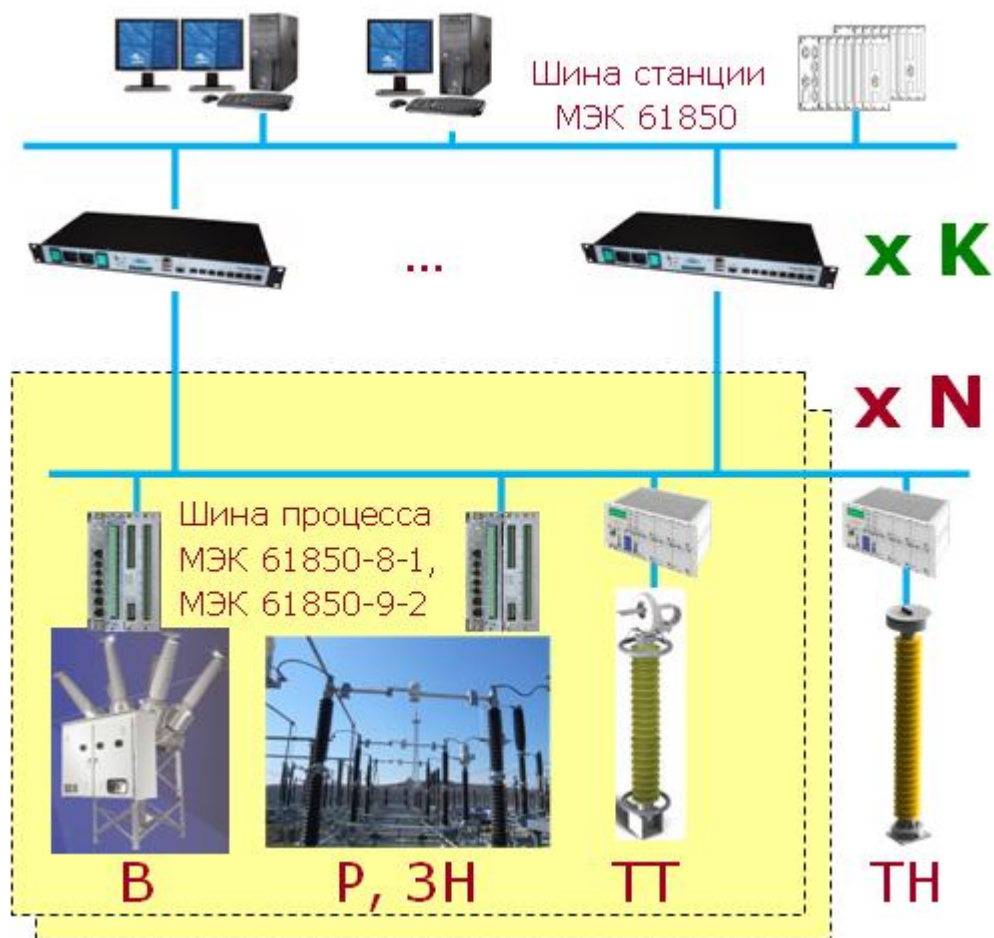 Шина станции
МЭК 61850
...
x K
x N
Шина процесса
МЭК 61850-8-1,
МЭК 61850-9-2
В
Р, ЗН
ТТ
ТН